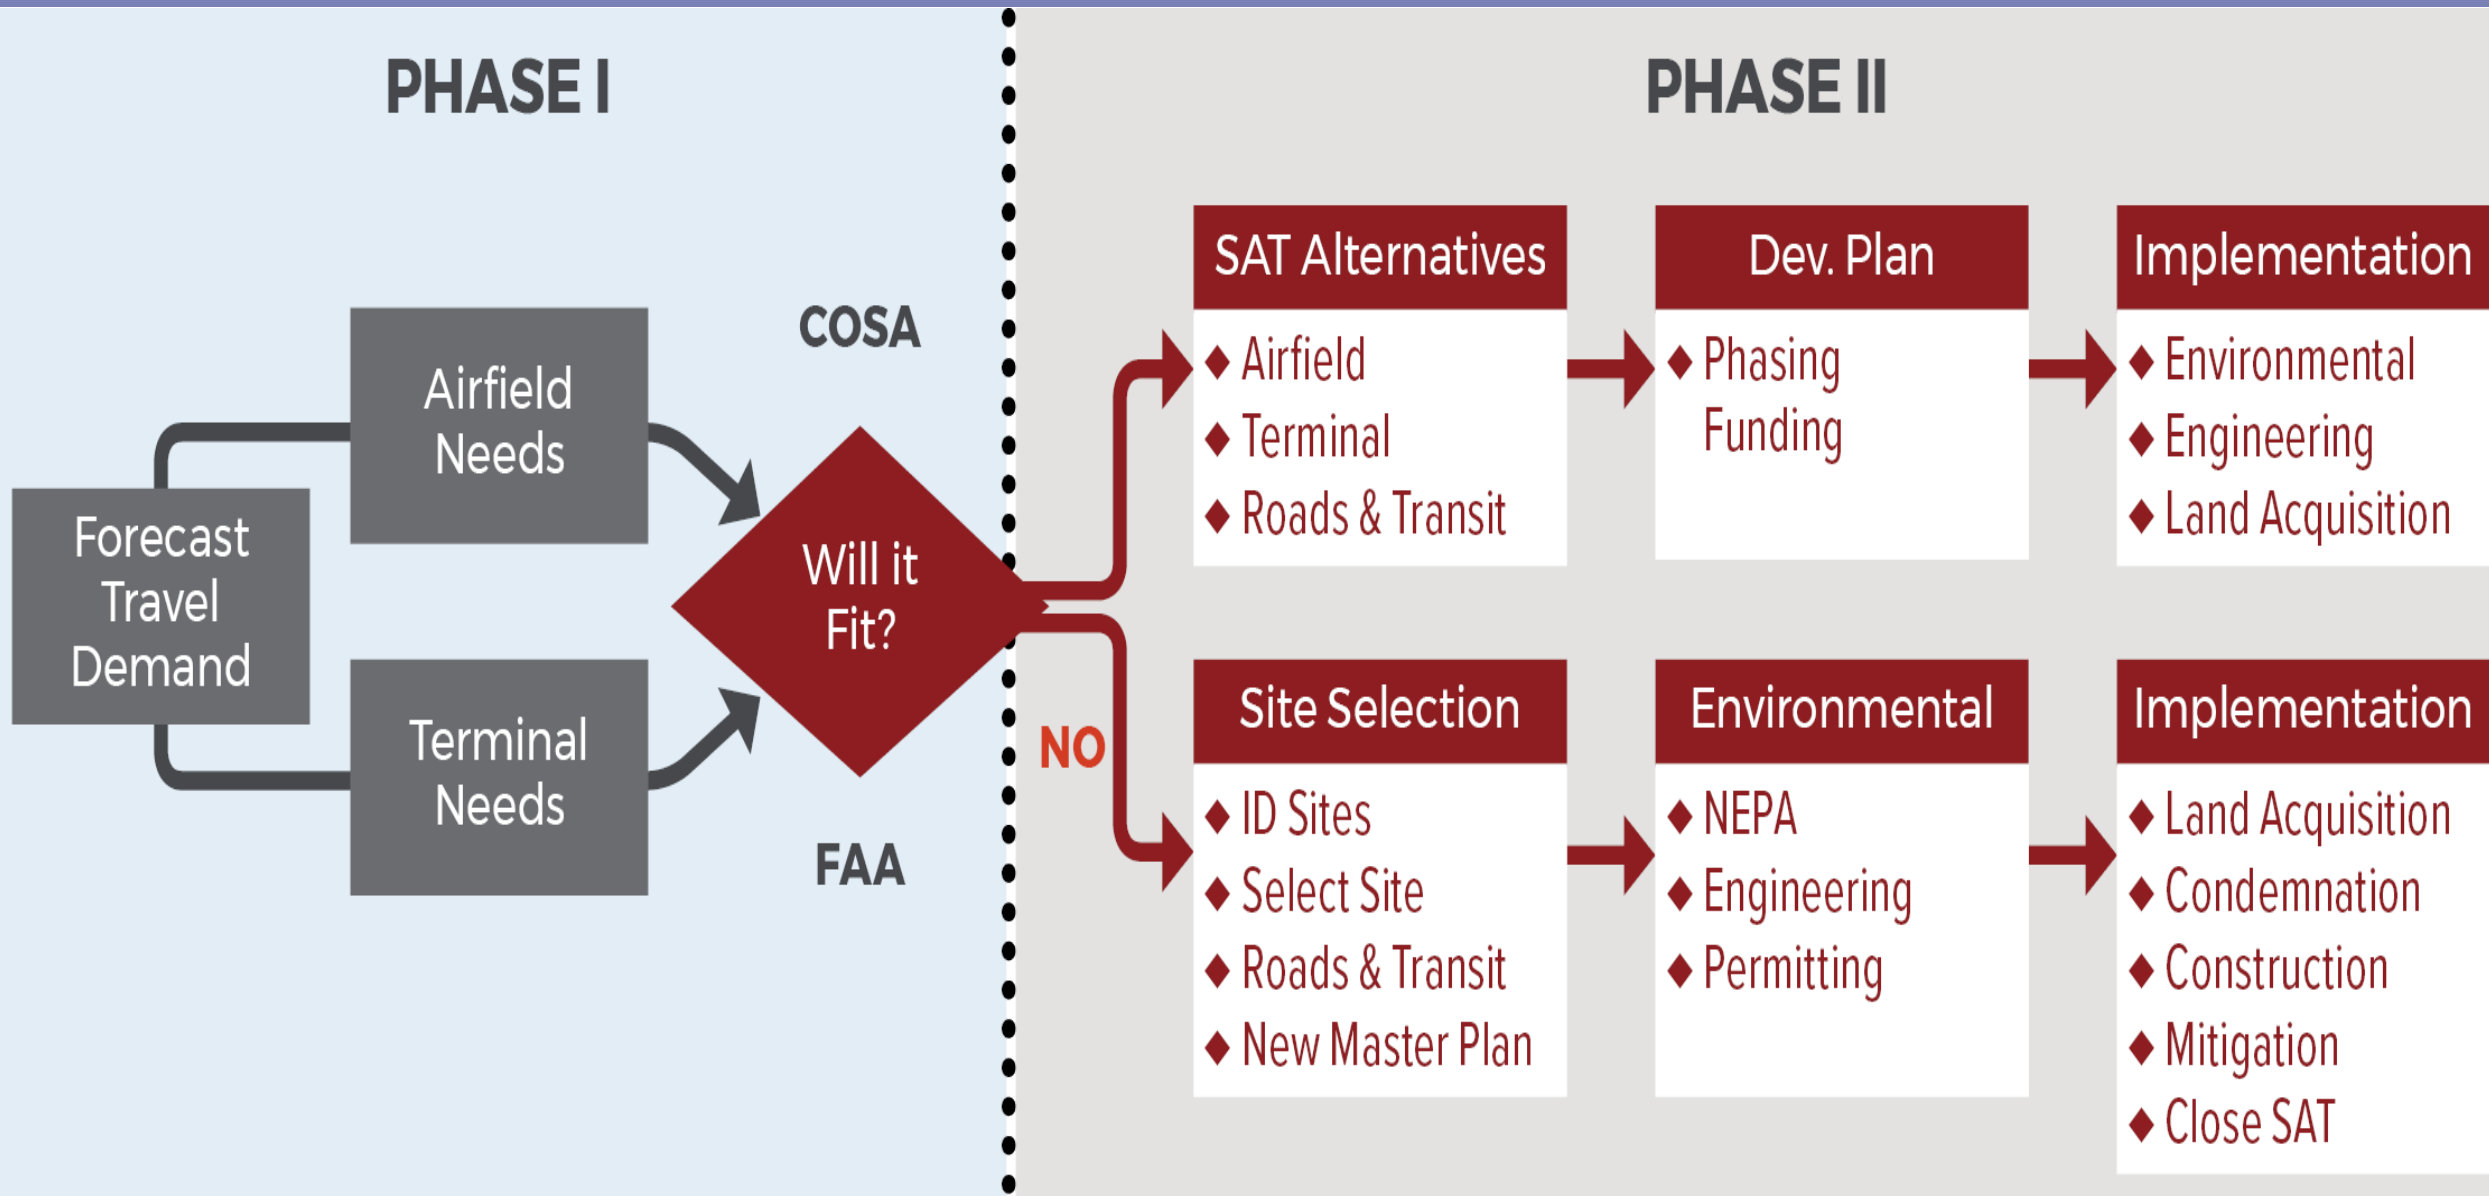 PHASE I
Forecast
Travel
Demand
Airfield
Needs
Terminal
Needs
COSA
Will it
Fit?
FAA
PHASE II
SAT Alternatives
♦ Airfield
♦ Terminal
♦ Roads & Transit
Dev. Plan
♦ Phasing
Funding
Implementation
♦ Environmental
♦ Engineering
♦ Land Acquisition
NO
Site Selection
♦ ID Sites
♦ Select Site
♦ Roads & Transit
♦ New Master Plan
Environmental
♦ NEPA
♦ Engineering
♦ Permitting
Implementation
♦ Land Acquisition
♦ Condemnation
♦ Construction
♦ Mitigation
♦ Close SAT